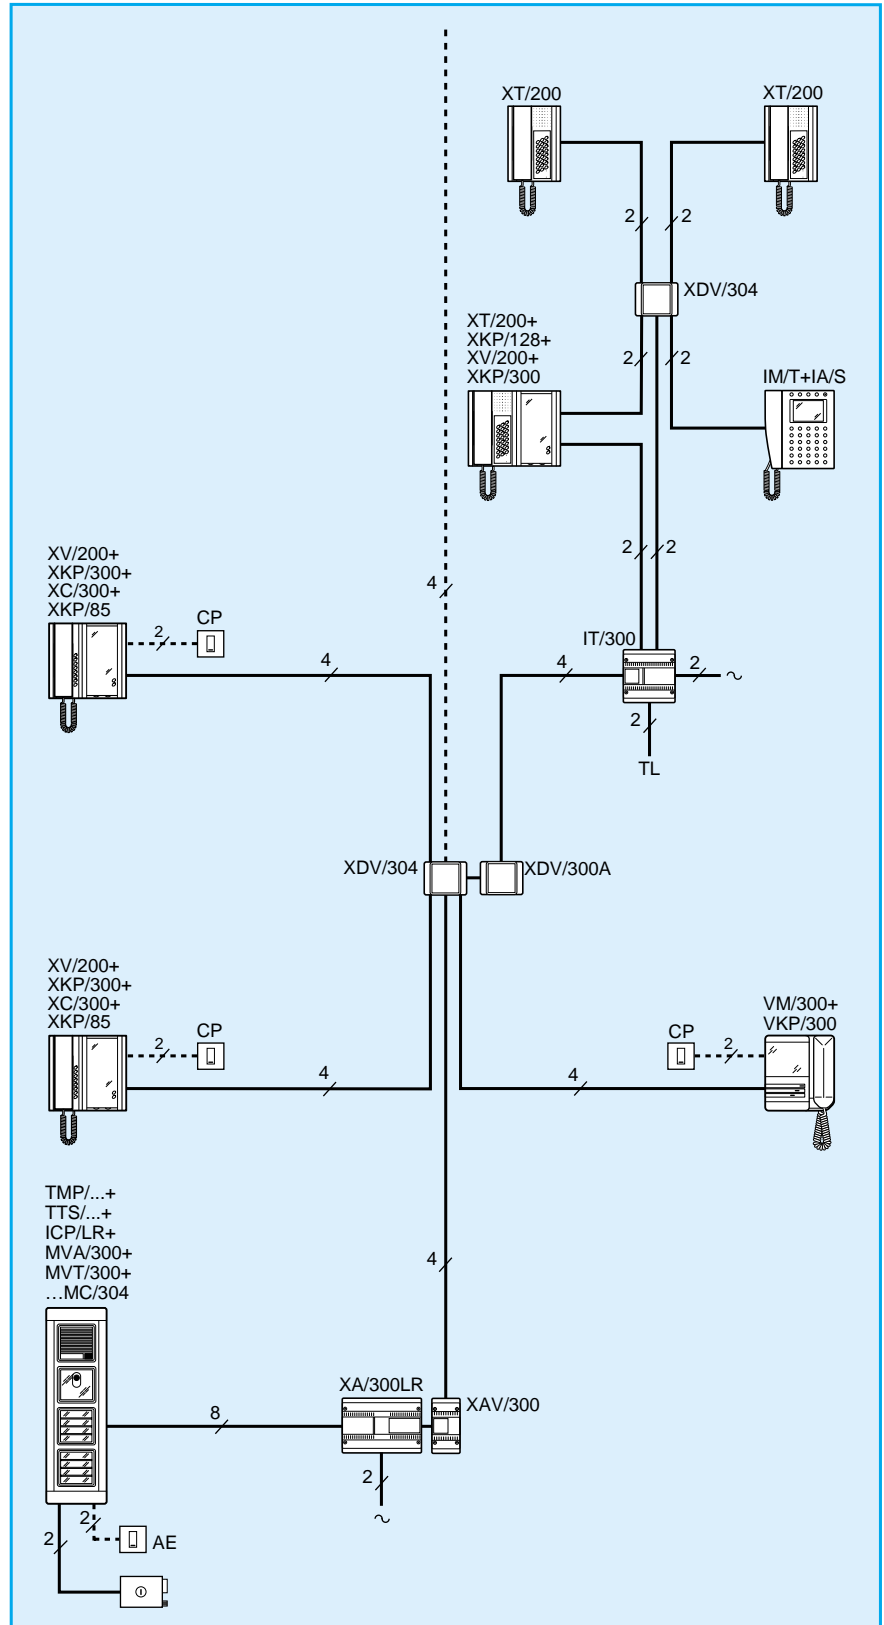 XT/200
XT/200
2
2
XDV/304
XT/200+
XKP/128+
XV/200+
XKP/300
2
2
IM/T+IA/S
2
2
XV/200+
XKP/300+
XC/300+
XKP/85
4
CP
2
IT/300
4
4
2
2
TL
XDV/304
XDV/300A
XV/200+
XKP/300+
XC/300+
XKP/85
CP
2
4
VM/300+
VKP/300
CP
2
4
TMP/...+
TTS/...+
ICP/LR+
MVA/300+
MVT/300+
…MC/304
4
XA/300LR
XAV/300
8
2
2
2
AE